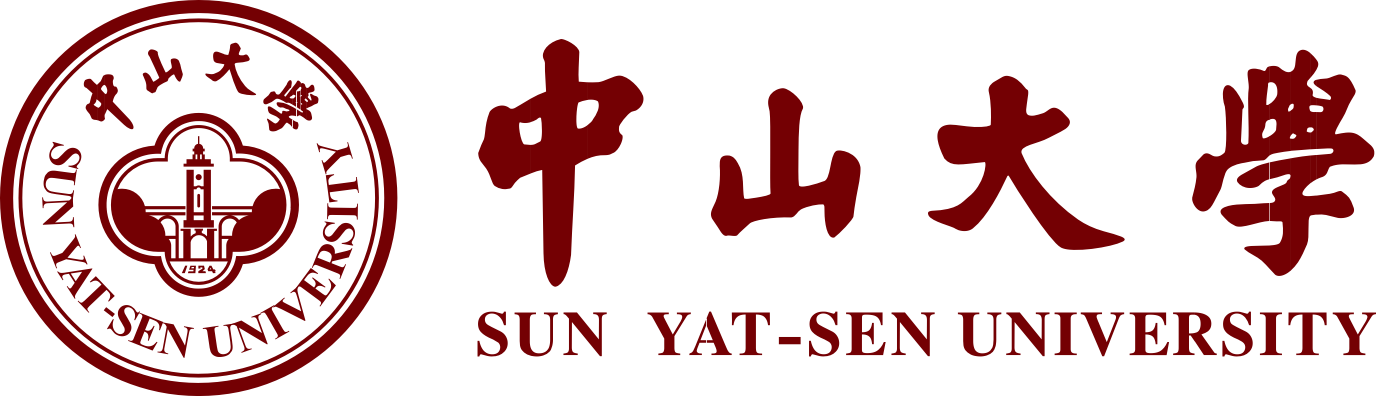 中山大學
SUN YAT-SEN UNIVERSITY
1924
中山大學
SUN YAT-SEN UNIVERSITY